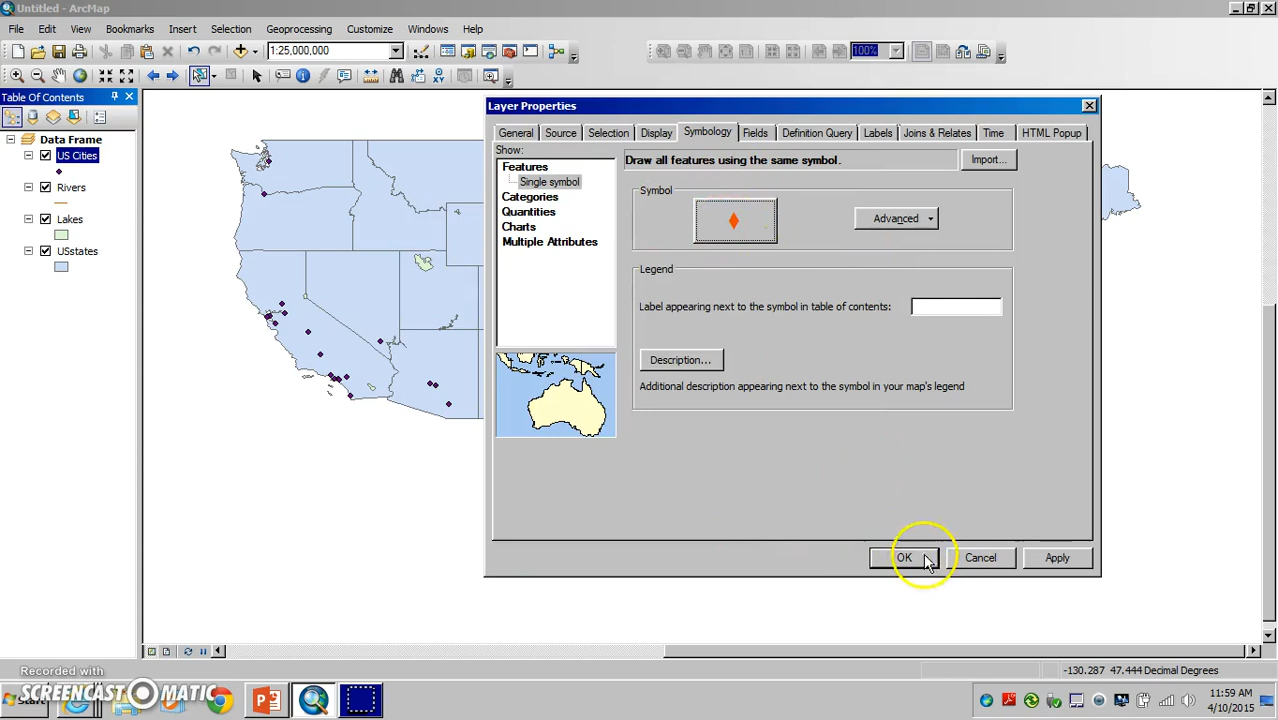 Untitled - ArcMap
File Edit View Bookmarks Insert Selection Geoprocessing Customize Windows Help
1:25,000,000
100%
Table Of Contents
Data Frame
US Cities
Rivers
Lakes
USstates
Layer Properties
General Source Selection Display Symbology Fields Definition Query Labels Joins & Relates Time HTML Popup
Show:
Features
Single symbol
Categories
Quantities
Charts
Multiple Attributes
Draw all features using the same symbol.
Import...
Symbol
Advanced
Legend
Label appearing next to the symbol in table of contents:
Description...
Additional description appearing next to the symbol in your map's legend
OK Cancel Apply
-130.287 47.444 Decimal Degrees
Recorded with
SCREENCAST MATIC
Start
11:59 AM
4/10/2015